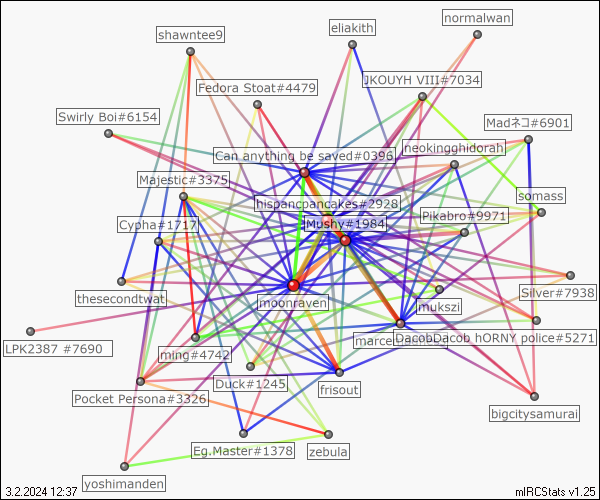 normalwan
eliakith
shawntee9
JKOUYH VIII#7034
Fedora Stoat#4479
Swirly Boi#6154
Madネコ#6901
neokingghidorah
Can anything be saved#0396
Majestic#3375
somass
hispancpancakes#2928
Pikabro#9971
Cypha#1717
Mushy#1984
Silver#7938
thesecondtwat
moonraven
mukszi
DacobDacob hORNY police#5271
LPK2387 #7690
ming#4742
Duck#1245
frisout
Pocket Persona#3326
bigcitysamurai
Eg.Master#1378
zebula
yoshimanden
3.2.2024 12:37
mIRCStats v1.25